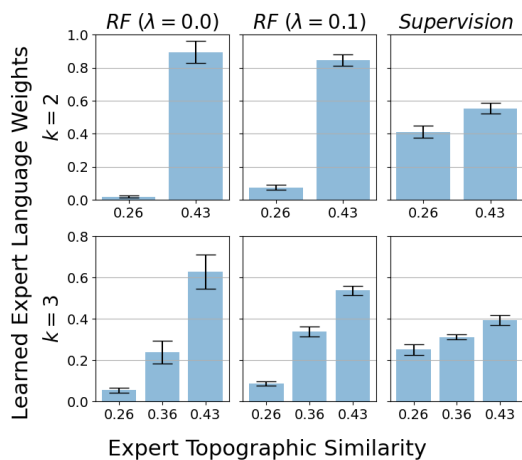 RF (λ = 0.0) RF (λ = 0.1) Supervision
Learned Expert Language Weights
k = 2
1.0
0.8
0.6
0.4
0.2
0.0
0.26 0.43 0.26 0.43 0.26 0.43
k = 3
0.8
0.6
0.4
0.2
0.0
0.26 0.36 0.43 0.26 0.36 0.43 0.26 0.36 0.43
Expert Topographic Similarity